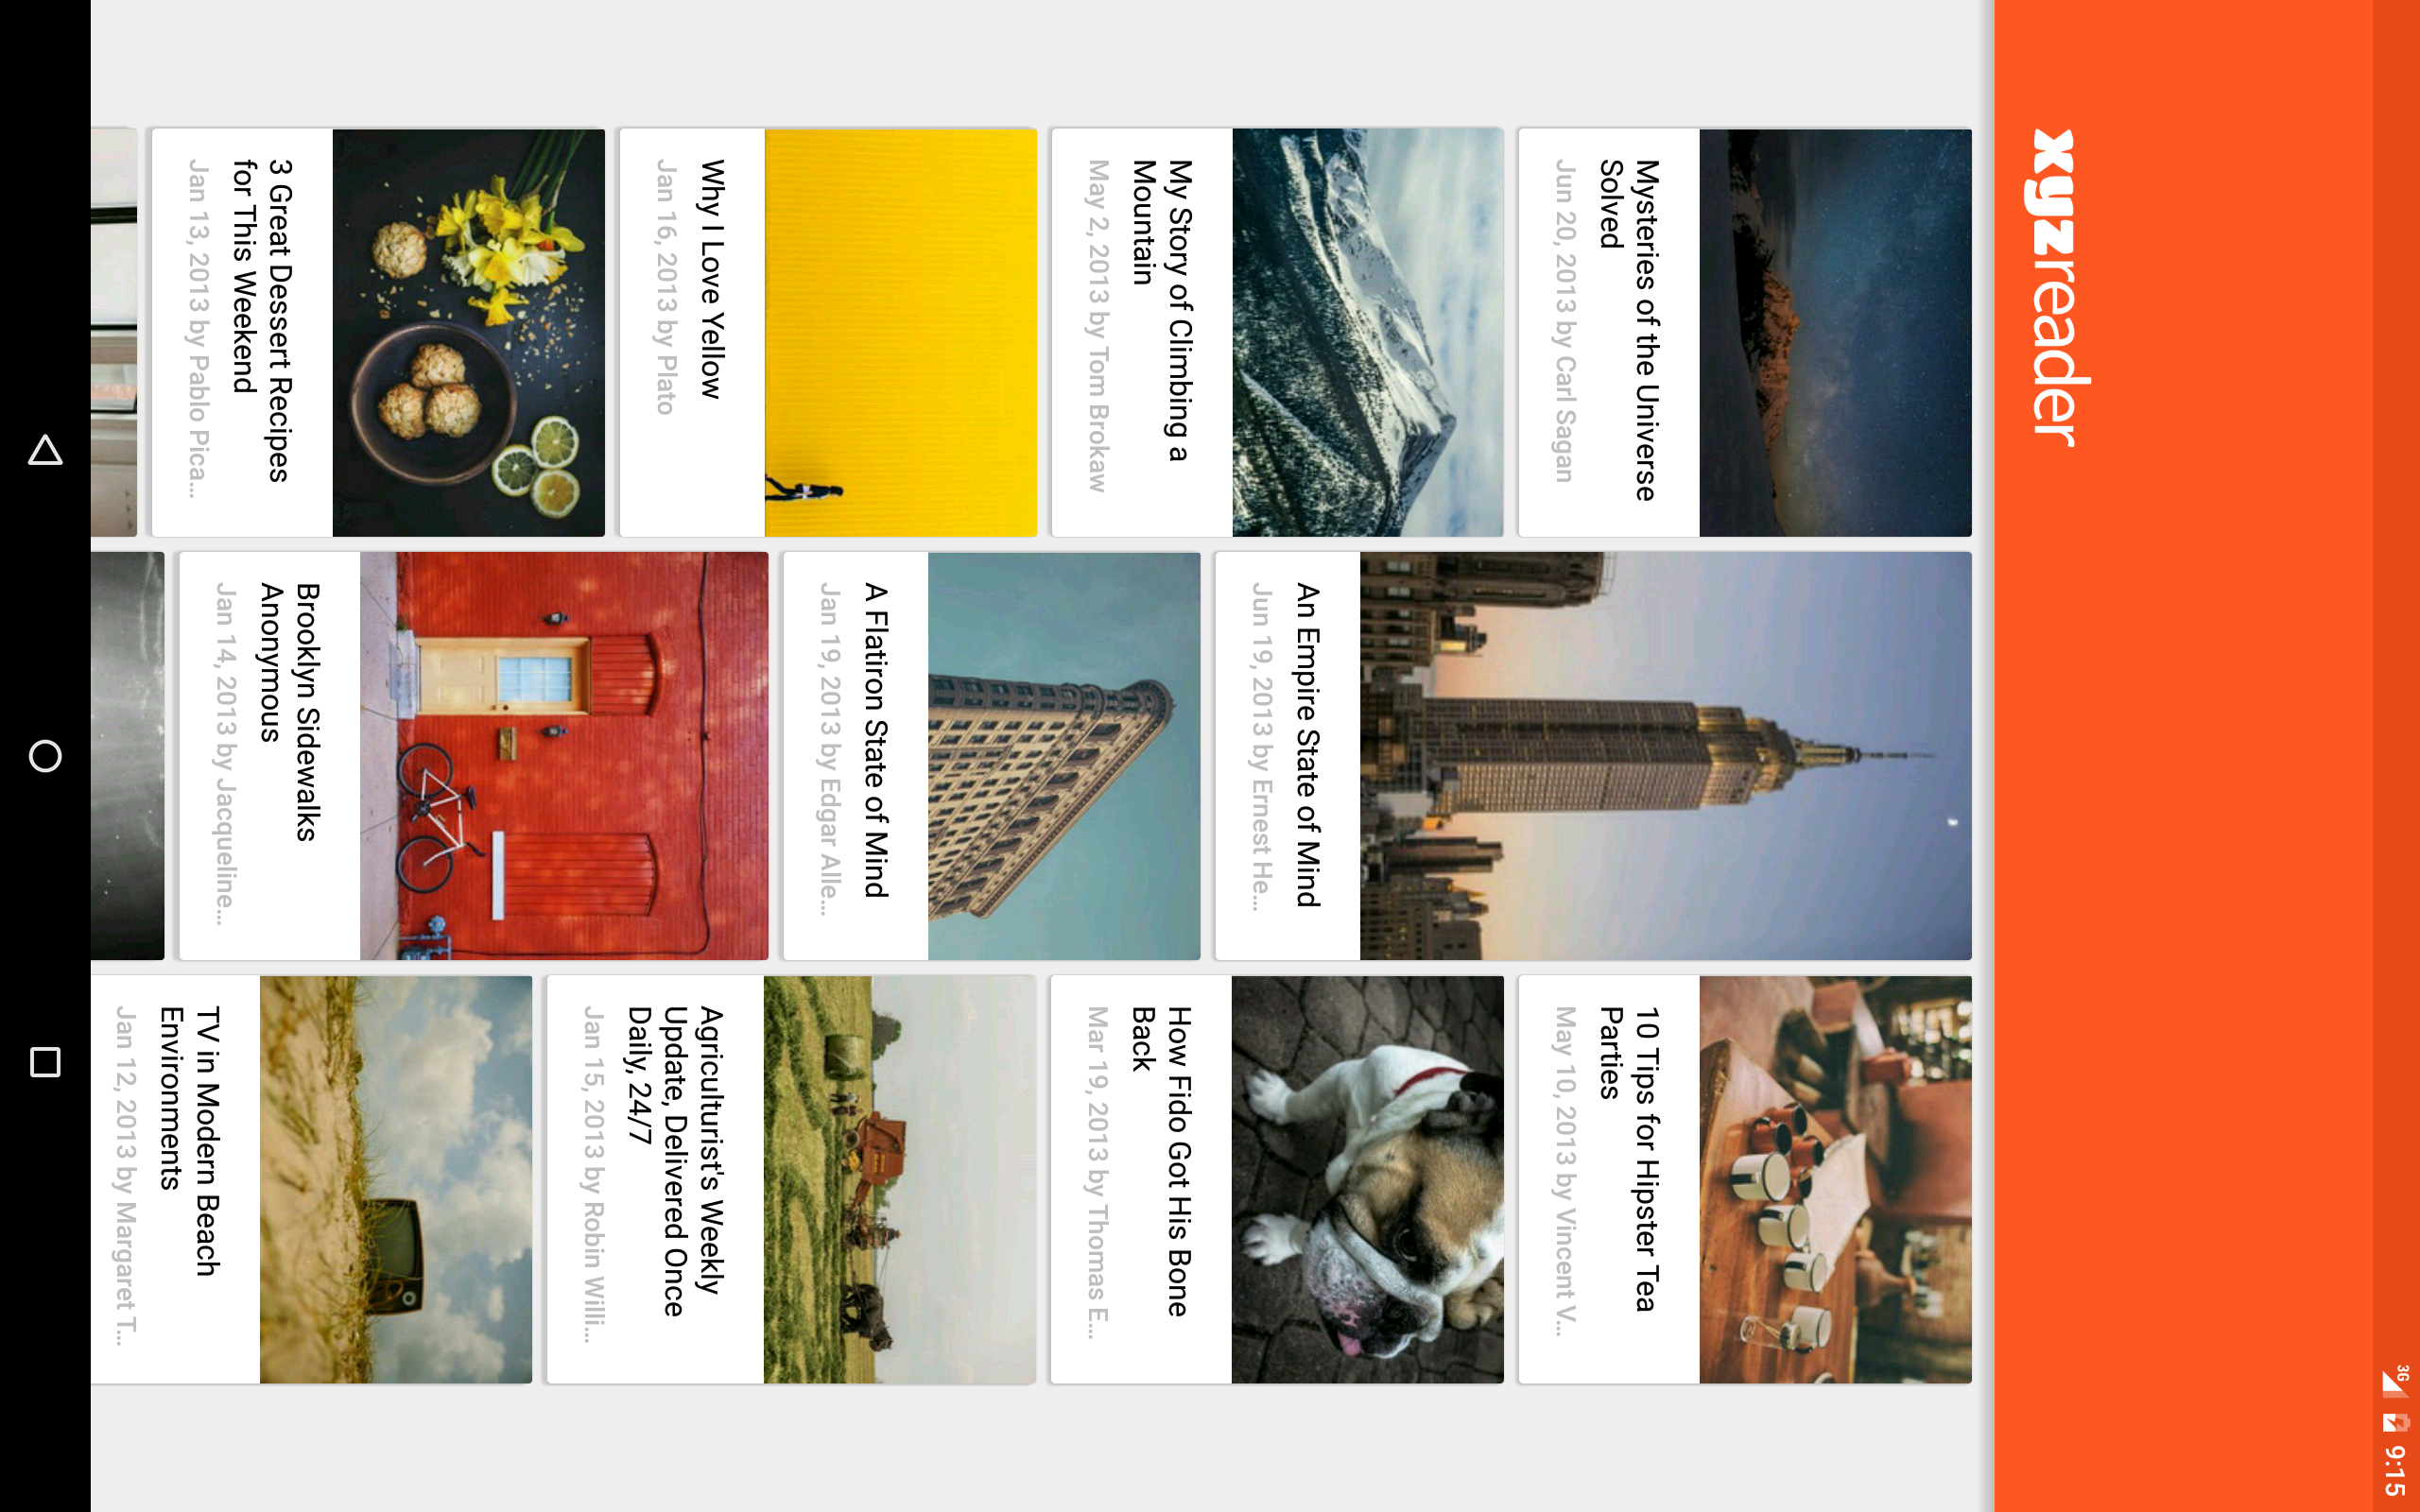 3G 9:15
xyzreader
Mysteries of the Universe
Solved
Jun 20, 2013 by Carl Sagan
An Empire State of Mind
Jun 19, 2013 by Ernest He...
10 Tips for Hipster Tea
Parties
May 10, 2013 by Vincent V...
My Story of Climbing a
Mountain
May 2, 2013 by Tom Brokaw
A Flatiron State of Mind
Jan 19, 2013 by Edgar Alle...
How Fido Got His Bone
Back
Mar 19, 2013 by Thomas E...
Why I Love Yellow
Jan 16, 2013 by Plato
Brooklyn Sidewalks
Anonymous
Jan 14, 2013 by Jacqueline...
Agriculturist's Weekly
Update, Delivered Once
Daily, 24/7
Jan 15, 2013 by Robin Willi...
3 Great Dessert Recipes
for This Weekend
Jan 13, 2013 by Pablo Pica...
TV in Modern Beach
Environments
Jan 12, 2013 by Margaret T...